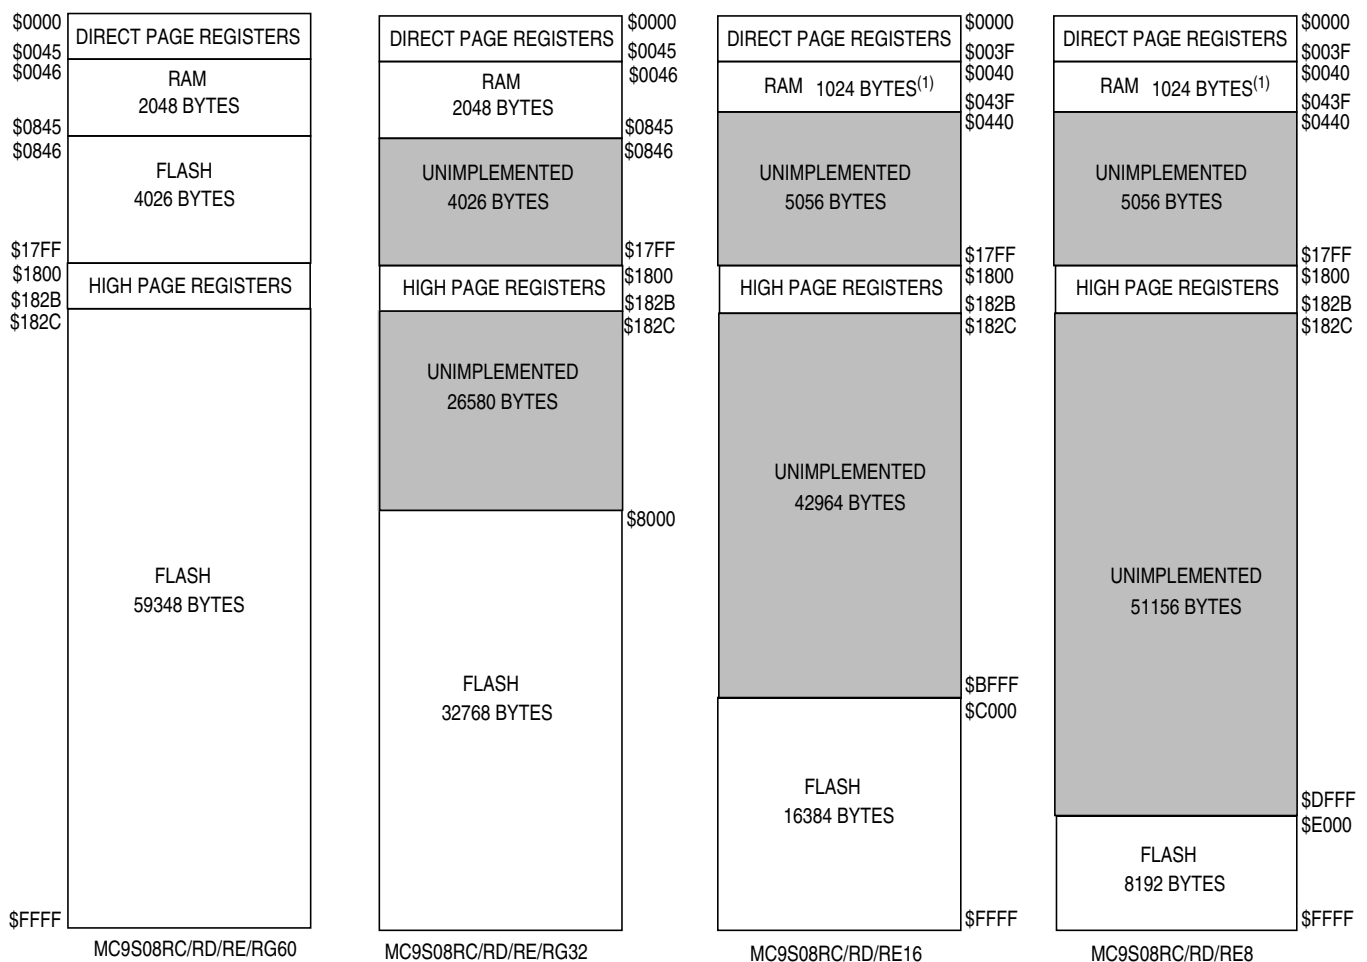 $0000
DIRECT PAGE REGISTERS
$0045
$0046
RAM
2048 BYTES
$0845
$0846
FLASH
4026 BYTES
$17FF
$1800
HIGH PAGE REGISTERS
$182B
$182C
FLASH
59348 BYTES
$FFFF
MC9S08RC/RD/RE/RG60
$0000
DIRECT PAGE REGISTERS
$0045
$0046
RAM
2048 BYTES
$0845
$0846
UNIMPLEMENTED
4026 BYTES
$17FF
$1800
HIGH PAGE REGISTERS
$182B
$182C
UNIMPLEMENTED
26580 BYTES
$8000
FLASH
32768 BYTES
MC9S08RC/RD/RE/RG32
$0000
DIRECT PAGE REGISTERS
$003F
$0040
RAM 1024 BYTES(1)
$043F
$0440
UNIMPLEMENTED
5056 BYTES
$17FF
$1800
HIGH PAGE REGISTERS
$182B
$182C
UNIMPLEMENTED
42964 BYTES
$BFFF
$C000
FLASH
16384 BYTES
$FFFF
MC9S08RC/RD/RE16
$0000
DIRECT PAGE REGISTERS
$003F
$0040
RAM 1024 BYTES(1)
$043F
$0440
UNIMPLEMENTED
5056 BYTES
$17FF
$1800
HIGH PAGE REGISTERS
$182B
$182C
UNIMPLEMENTED
51156 BYTES
$DFFF
$E000
FLASH
8192 BYTES
$FFFF
MC9S08RC/RD/RE8